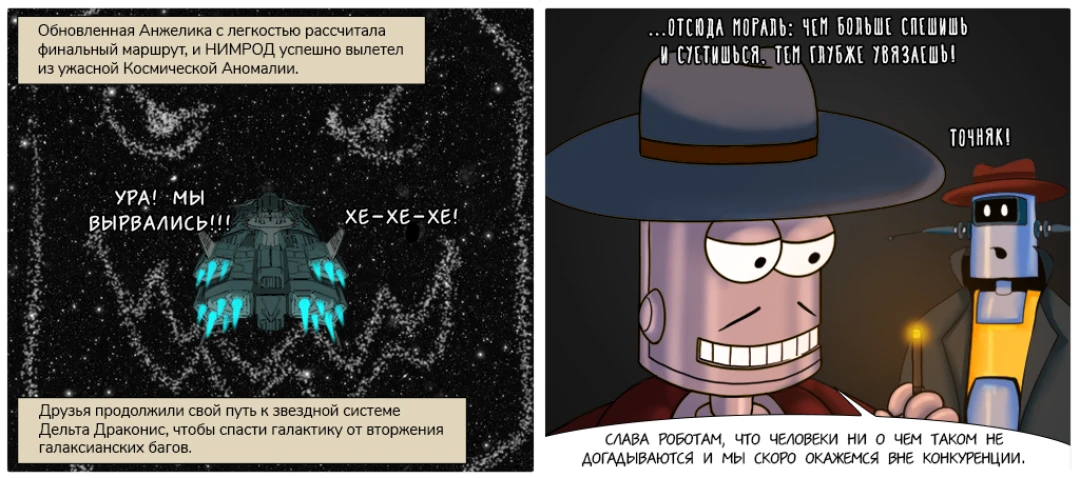 Обновленная Анжелика с легкостью рассчитала
финальный маршрут, и НИМРОД успешно вылетел
из ужасной Космической Аномалии.
УРА! МЫ
ВЫРВАЛИСЬ!!!
ХЕ-ХЕ-ХЕ!
Друзья продолжили свой путь к звездной системе
Дельта Драконис, чтобы спасти галактику от вторжения
галаксианских багов.
...ОТСЮДА МОРАЛЬ: ЧЕМ БОЛЬШЕ СПЕШИШЬ
И СУЕТИШЬСЯ, ТЕМ ГЛУБЖЕ УВЯЗАЕШЬ!
ТОЧНЯК!
СЛАВА РОБОТАМ, ЧТО ЧЕЛОВЕКИ НИ О ЧЕМ ТАКОМ НЕ
ДОГАДЫВАЮТСЯ И МЫ СКОРО ОКАЖЕМСЯ ВНЕ КОНКУРЕНЦИИ.